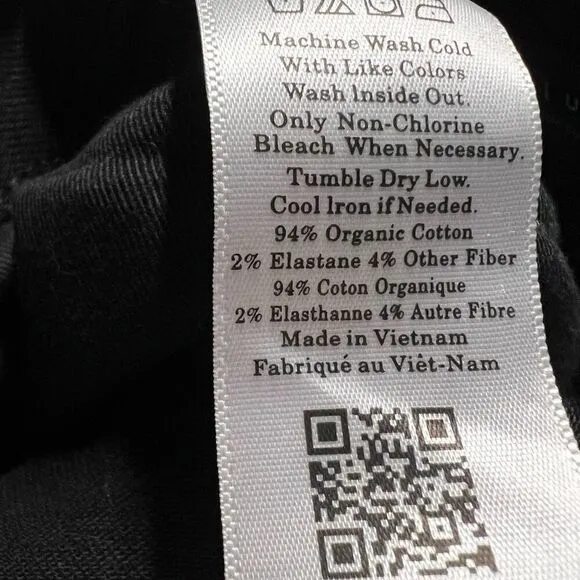 Machine Wash Cold
With Like Colors
Wash Inside Out.
Only Non-Chlorine
Bleach When Necessary.
Tumble Dry Low.
Cool Iron if Needed.
94% Organic Cotton
2% Elastane 4% Other Fiber
94% Coton Organique
2% Elasthanne 4% Autre Fibre
Made in Vietnam
Fabriqué au Viêt-Nam